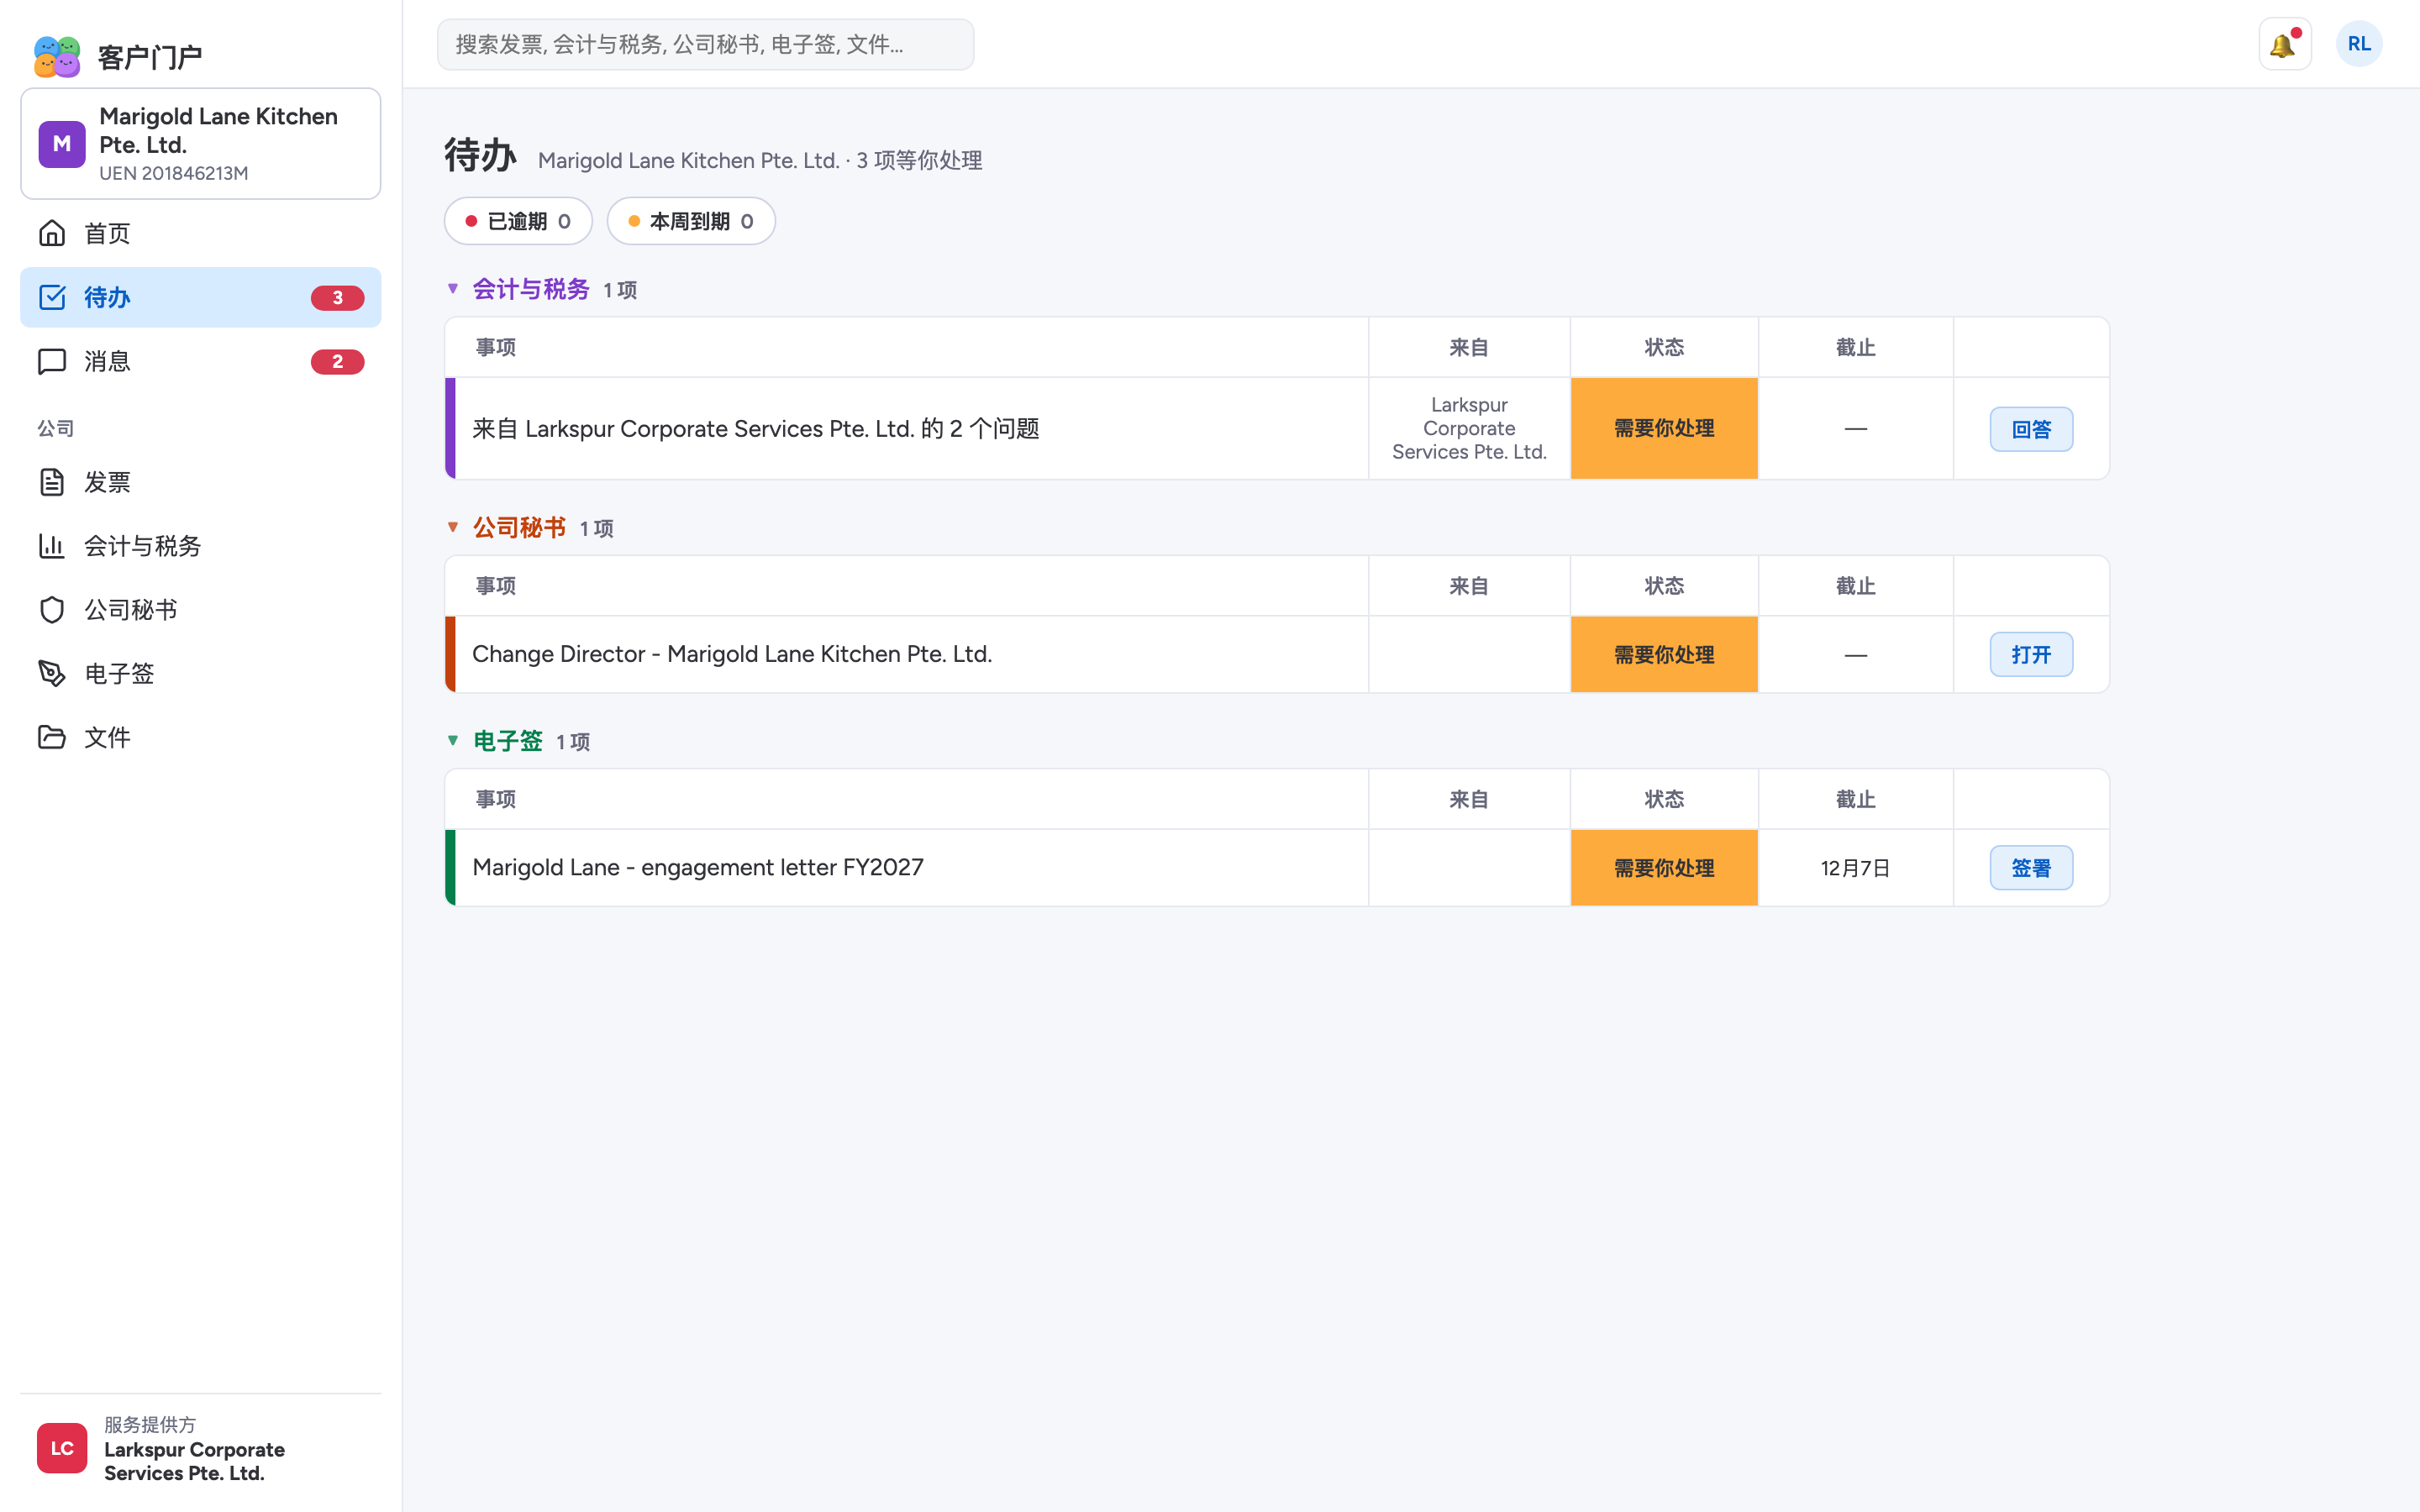 客户门户
M
Marigold Lane Kitchen
Pte. Ltd.
UEN 201846213M
首页
待办 3
消息 2
公司
发票
会计与税务
公司秘书
电子签
文件
LC
服务提供方
Larkspur Corporate
Services Pte. Ltd.
搜索发票, 会计与税务, 公司秘书, 电子签, 文件...
RL
待办 Marigold Lane Kitchen Pte. Ltd. · 3 项等你处理
已逾期 0 本周到期 0
会计与税务 1 项
事项 来自 状态 截止
来自 Larkspur Corporate Services Pte. Ltd. 的 2 个问题
Larkspur
Corporate
Services Pte. Ltd.
需要你处理 — 回答
公司秘书 1 项
事项 来自 状态 截止
Change Director - Marigold Lane Kitchen Pte. Ltd. 需要你处理 — 打开
电子签 1 项
事项 来自 状态 截止
Marigold Lane - engagement letter FY2027 需要你处理 12月7日 签署